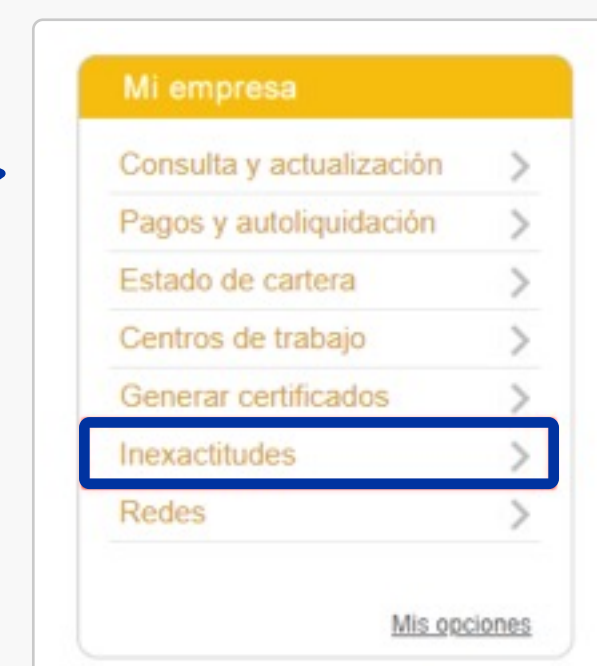 Mi empresa
Consulta y actualización
Pagos y autoliquidación
Estado de cartera
Centros de trabajo
Generar certificados
Inexactitudes
Redes
Mis opciones